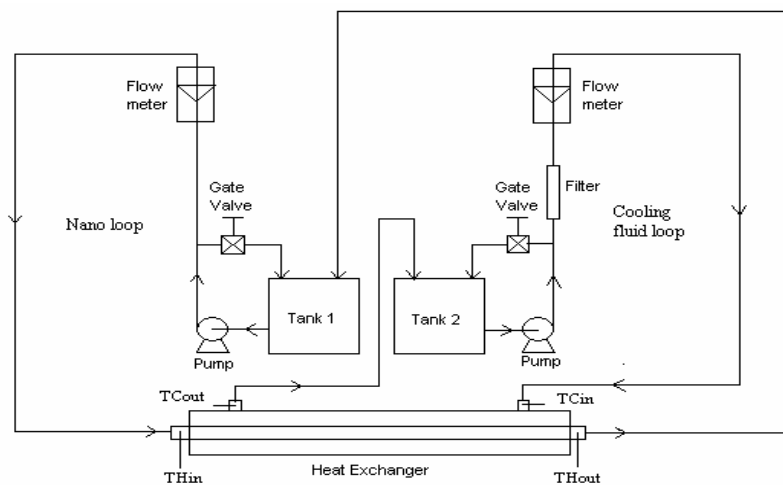 Flow
meter
Flow
meter
Gate
Valve
Gate
Valve
Filter
Nano loop
Cooling
fluid loop
Tank 1
Tank 2
Pump
Pump
TCout
TCin
THin
Heat Exchanger
THout